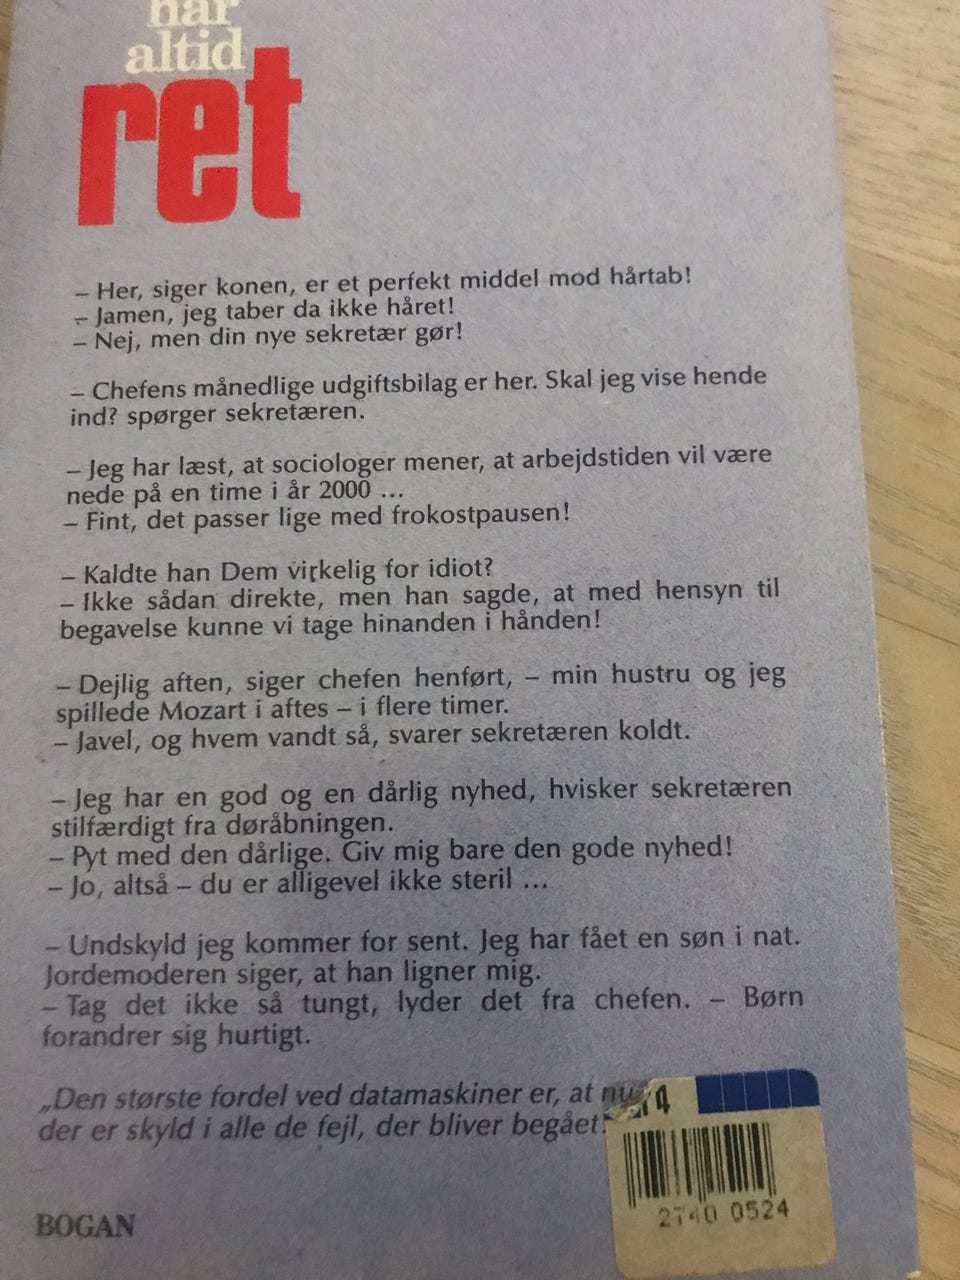 har
altid
ret
– Her, siger konen, er et perfekt middel mod hårtab!
– Jamen, jeg taber da ikke håret!
– Nej, men din nye sekretær gør!
– Chefens månedlige udgiftsbilag er her. Skal jeg vise hende
ind? spørger sekretæren.
– Jeg har læst, at sociologer mener, at arbejdstiden vil være
nede på en time i år 2000 ...
– Fint, det passer lige med frokostpausen!
– Kaldte han Dem virkelig for idiot?
– Ikke sådan direkte, men han sagde, at med hensyn til
begavelse kunne vi tage hinanden i hånden!
– Dejlig aften, siger chefen henført, – min hustru og jeg
spillede Mozart i aftes – i flere timer.
– Javel, og hvem vandt så, svarer sekretæren koldt.
– Jeg har en god og en dårlig nyhed, hvisker sekretæren
stilfærdigt fra døråbningen.
– Pyt med den dårlige. Giv mig bare den gode nyhed!
– Jo, altså – du er alligevel ikke steril ...
– Undskyld jeg kommer for sent. Jeg har fået en søn i nat.
Jordemoderen siger, at han ligner mig.
– Tag det ikke så tungt, lyder det fra chefen. – Børn
forandrer sig hurtigt.
„Den største fordel ved datamaskiner er, at nu
der er skyld i alle de fejl, der bliver begået!
BOGAN
2740 0524